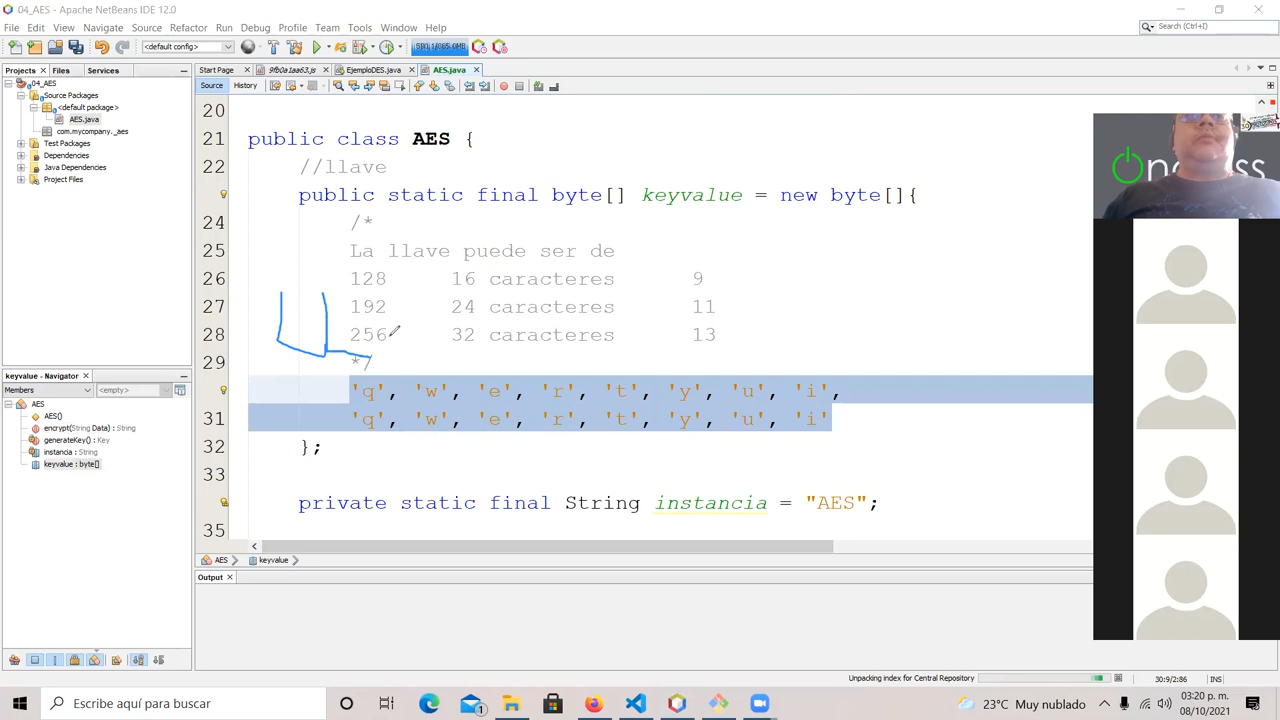 04_AES - Apache NetBeans IDE 12.0
File Edit View Navigate Source Refactor Run Debug Profile Team Tools Window Help
Search (Ctrl+I)
<default config>
Projects Files Services
Start Page 9fb0a1aa63.js EjemploDES.java AES.java
04_AES
Source Packages
<default package>
AES.java
com.mycompany._aes
Test Packages
Dependencies
Java Dependencies
Project Files
Source History
20
21 public class AES {
22 //llave
public static final byte[] keyvalue = new byte[]{
24 /*
25 La llave puede ser de
26 128 16 caracteres 9
27 192 24 caracteres 11
28 256 32 caracteres 13
29 */
'q', 'w', 'e', 'r', 't', 'y', 'u', 'i',
31 'q', 'w', 'e', 'r', 't', 'y', 'u', 'i'
32 };
33
private static final String instancia = "AES";
35
keyvalue - Navigator
Members <empty>
AES
AES()
encrypt(String Data) : String
generateKey() : Key
instancia : String
keyvalue : byte[]
AES keyvalue
Output
Unpacking index for Central Repository
30:9/2:86 INS
Escribe aquí para buscar
1
23°C Muy nublado
03:20 p. m.
08/10/2021